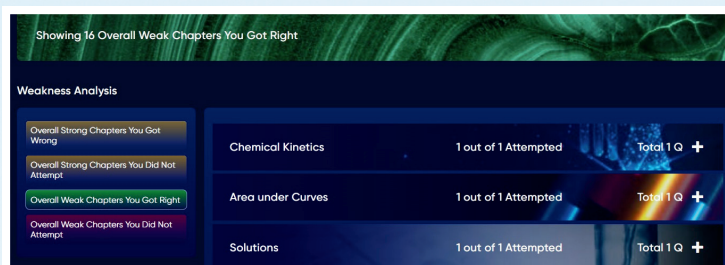 Showing 16 Overall Weak Chapters You Got Right
Weakness Analysis
Overall Strong Chapters You Got
Wrong
Overall Strong Chapters You Did Not
Attempt
Overall Weak Chapters You Got Right
Overall Weak Chapters You Did Not
Attempt
Chemical Kinetics 1 out of 1 Attempted Total 1 Q +
Area under Curves 1 out of 1 Attempted Total 1 Q +
Solutions 1 out of 1 Attempted Total 1 Q +